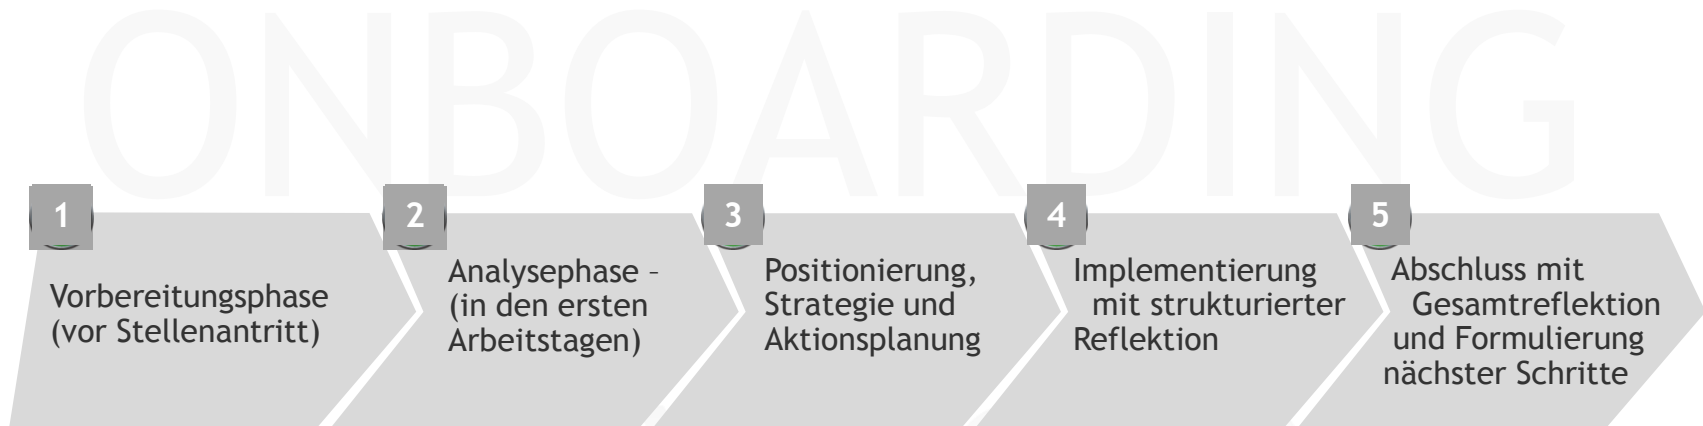 ONBOARDING
1
Vorbereitungsphase
(vor Stellenantritt)
2
Analysephase –
(in den ersten
Arbeitstagen)
3
Positionierung,
Strategie und
Aktionsplanung
4
Implementierung
mit strukturierter
Reflektion
5
Abschluss mit
Gesamtreflektion
und Formulierung
nächster Schritte